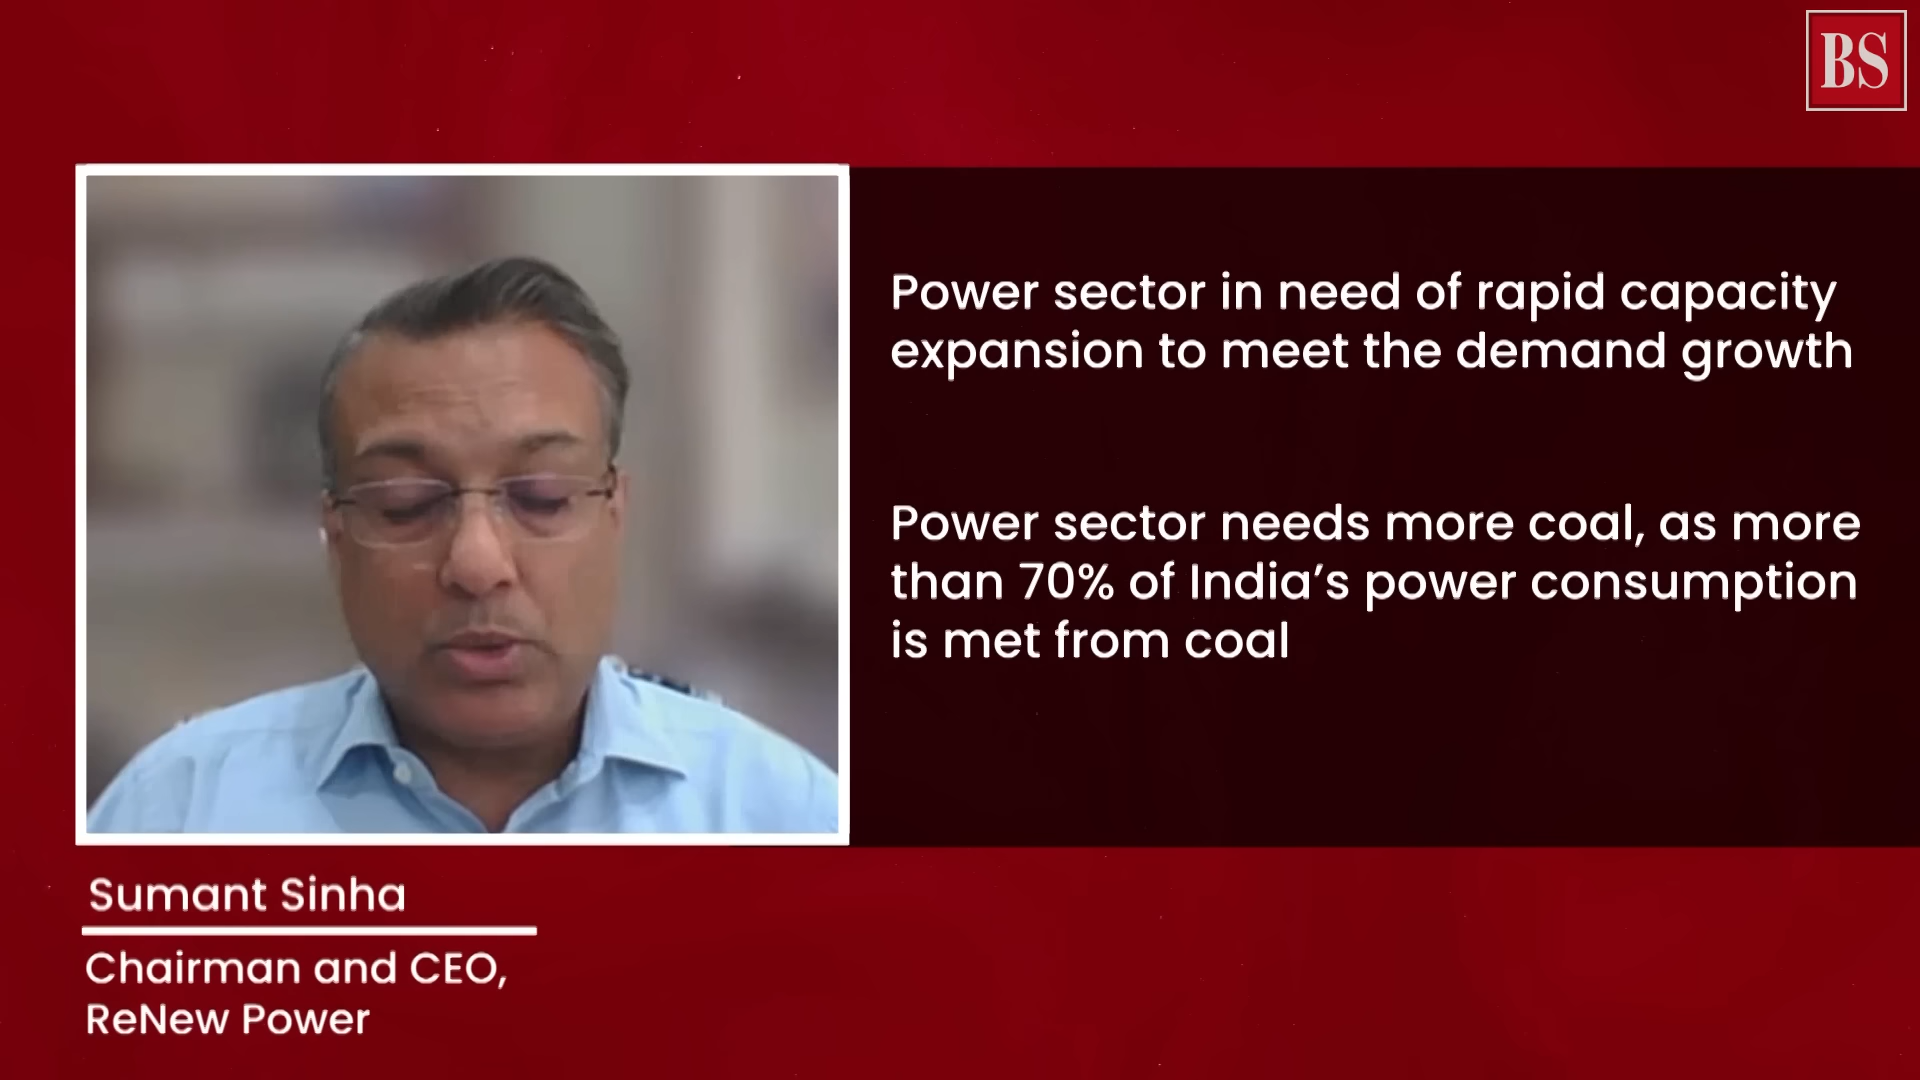 BS
Power sector in need of rapid capacity
expansion to meet the demand growth
Power sector needs more coal, as more
than 70% of India’s power consumption
is met from coal
Sumant Sinha
Chairman and CEO,
ReNew Power